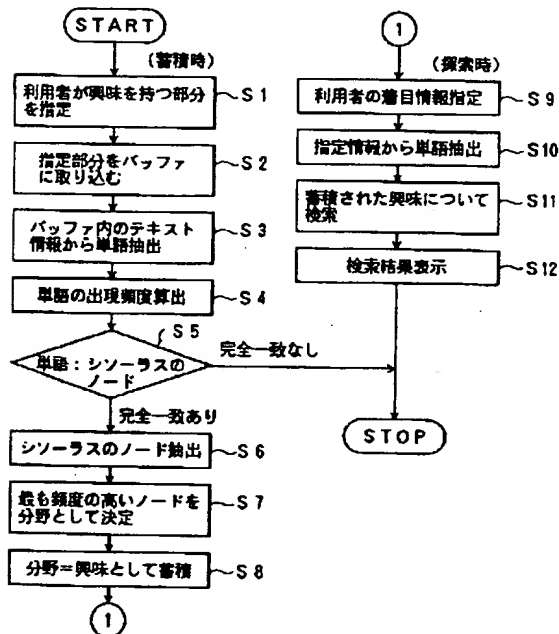 START
(蓄積時)
利用者が興味を持つ部分
を指定
S1
指定部分をバッファ
に取り込む
S2
バッファ内のテキスト
情報から単語抽出
S3
単語の出現頻度算出
S4
S5
単語：シソーラスの
ノード
完全一致なし
完全一致あり
シソーラスのノード抽出
S6
最も頻度の高いノードを
分野として決定
S7
分野＝興味として蓄積
S8
1
1
(探索時)
利用者の着目情報指定
S9
指定情報から単語抽出
S10
蓄積された興味について
検索
S11
検索結果表示
S12
STOP